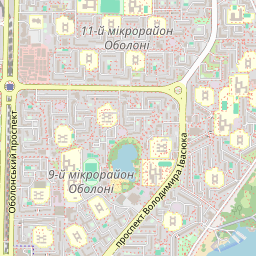 11-й мікрорайон
Оболоні
Оболонський проспект
проспект Володимира Івасюка
9-й мікрорайон
Оболоні